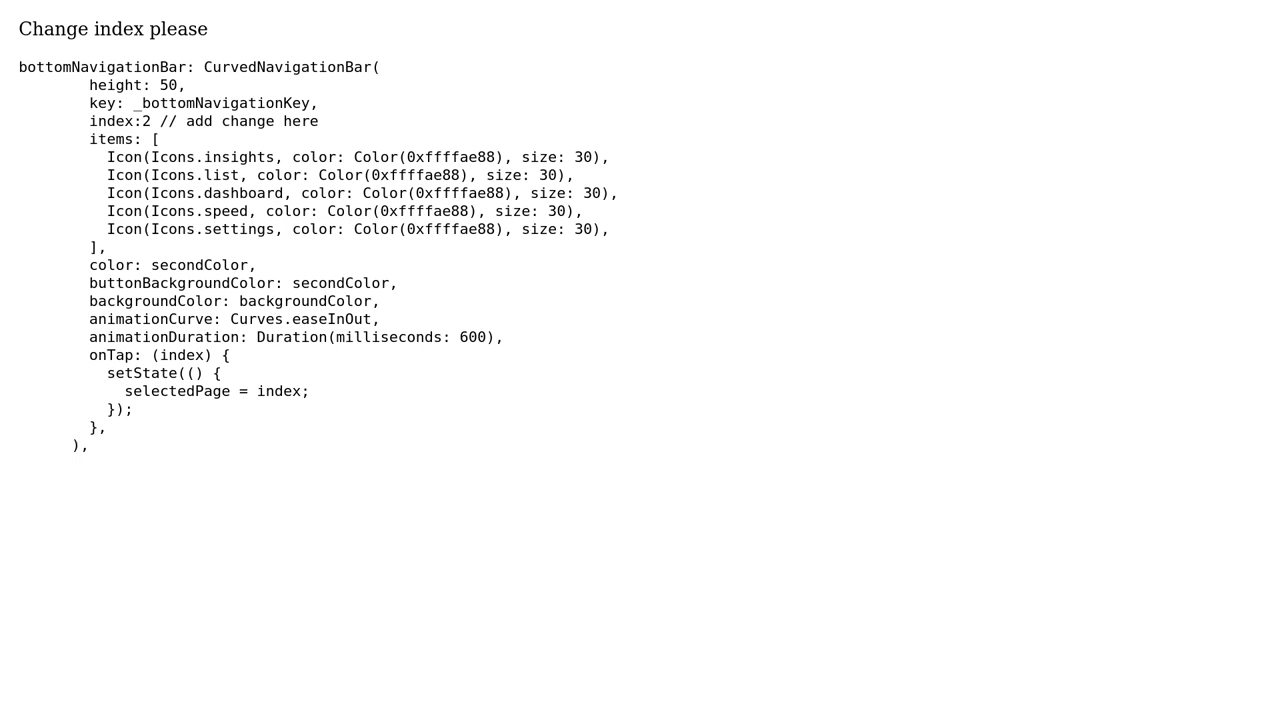 Change index please
bottomNavigationBar: CurvedNavigationBar(
        height: 50,
        key: _bottomNavigationKey,
        index:2 // add change here
        items: [
          Icon(Icons.insights, color: Color(0xffffae88), size: 30),
          Icon(Icons.list, color: Color(0xffffae88), size: 30),
          Icon(Icons.dashboard, color: Color(0xffffae88), size: 30),
          Icon(Icons.speed, color: Color(0xffffae88), size: 30),
          Icon(Icons.settings, color: Color(0xffffae88), size: 30),
        ],
        color: secondColor,
        buttonBackgroundColor: secondColor,
        backgroundColor: backgroundColor,
        animationCurve: Curves.easeInOut,
        animationDuration: Duration(milliseconds: 600),
        onTap: (index) {
          setState(() {
            selectedPage = index;
          });
        },
      ),